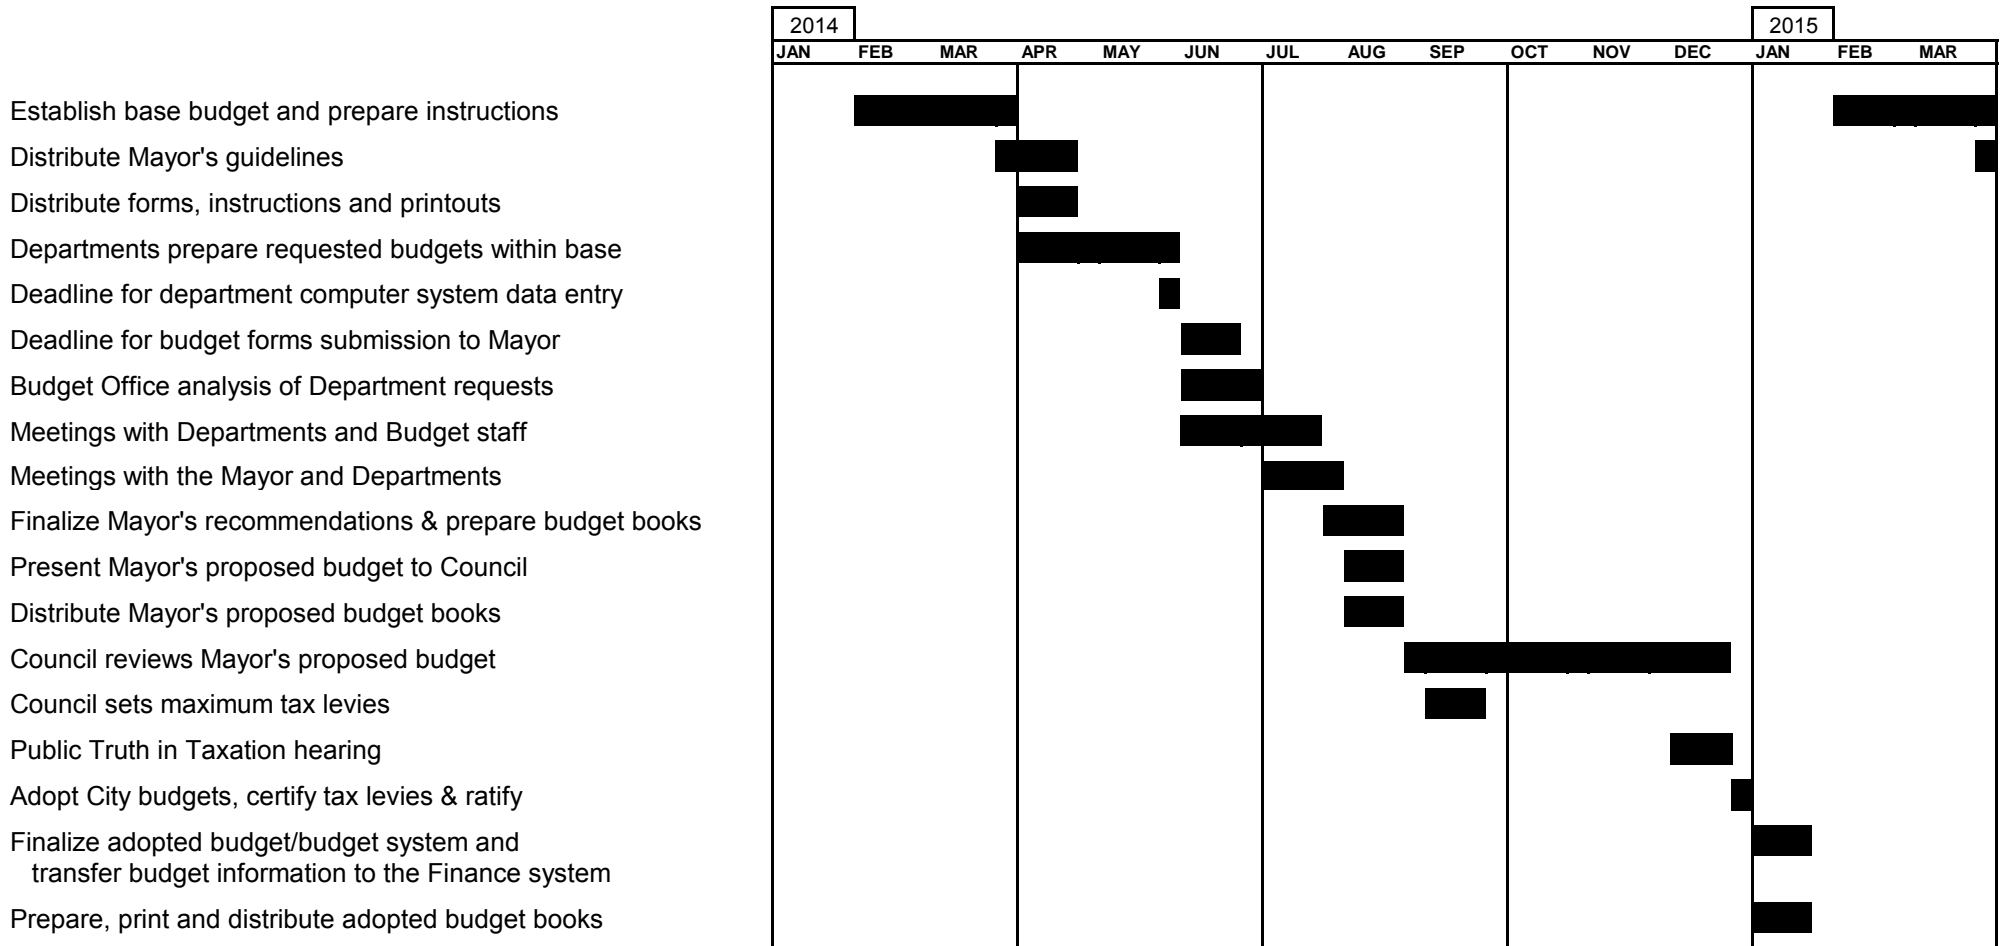 2014 2015
JAN FEB MAR APR MAY JUN JUL AUG SEP OCT NOV DEC JAN FEB MAR
Establish base budget and prepare instructions
Distribute Mayor's guidelines
Distribute forms, instructions and printouts
Departments prepare requested budgets within base
Deadline for department computer system data entry
Deadline for budget forms submission to Mayor
Budget Office analysis of Department requests
Meetings with Departments and Budget staff
Meetings with the Mayor and Departments
Finalize Mayor's recommendations & prepare budget books
Present Mayor's proposed budget to Council
Distribute Mayor's proposed budget books
Council reviews Mayor's proposed budget
Council sets maximum tax levies
Public Truth in Taxation hearing
Adopt City budgets, certify tax levies & ratify
Finalize adopted budget/budget system and
transfer budget information to the Finance system
Prepare, print and distribute adopted budget books